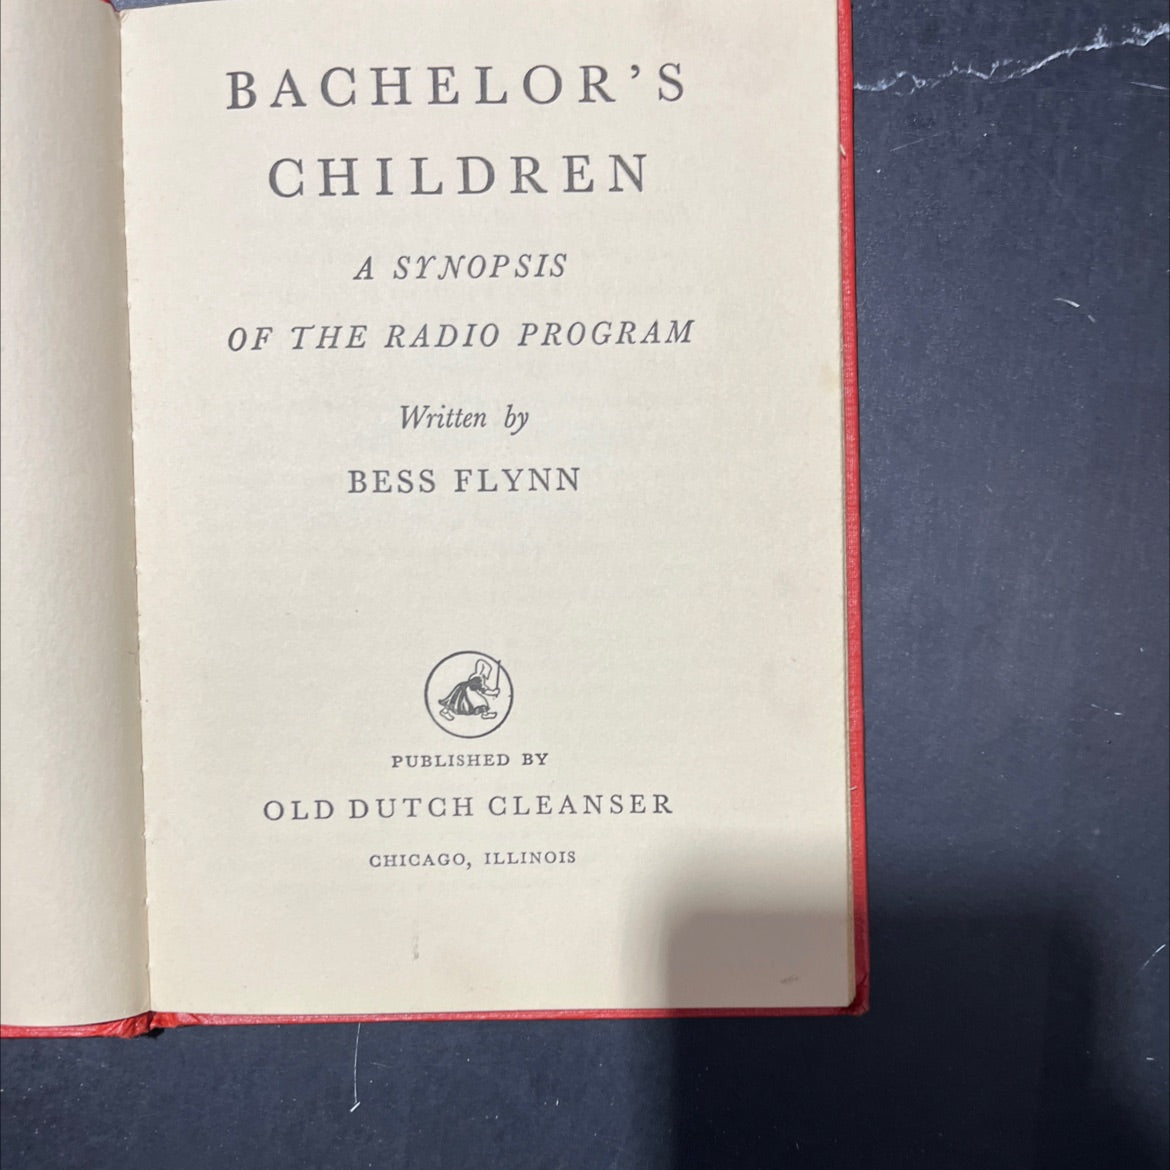 BACHELOR'S
CHILDREN
A SYNOPSIS
OF THE RADIO PROGRAM
Written by
BESS FLYNN
PUBLISHED BY
OLD DUTCH CLEANSER
CHICAGO, ILLINOIS